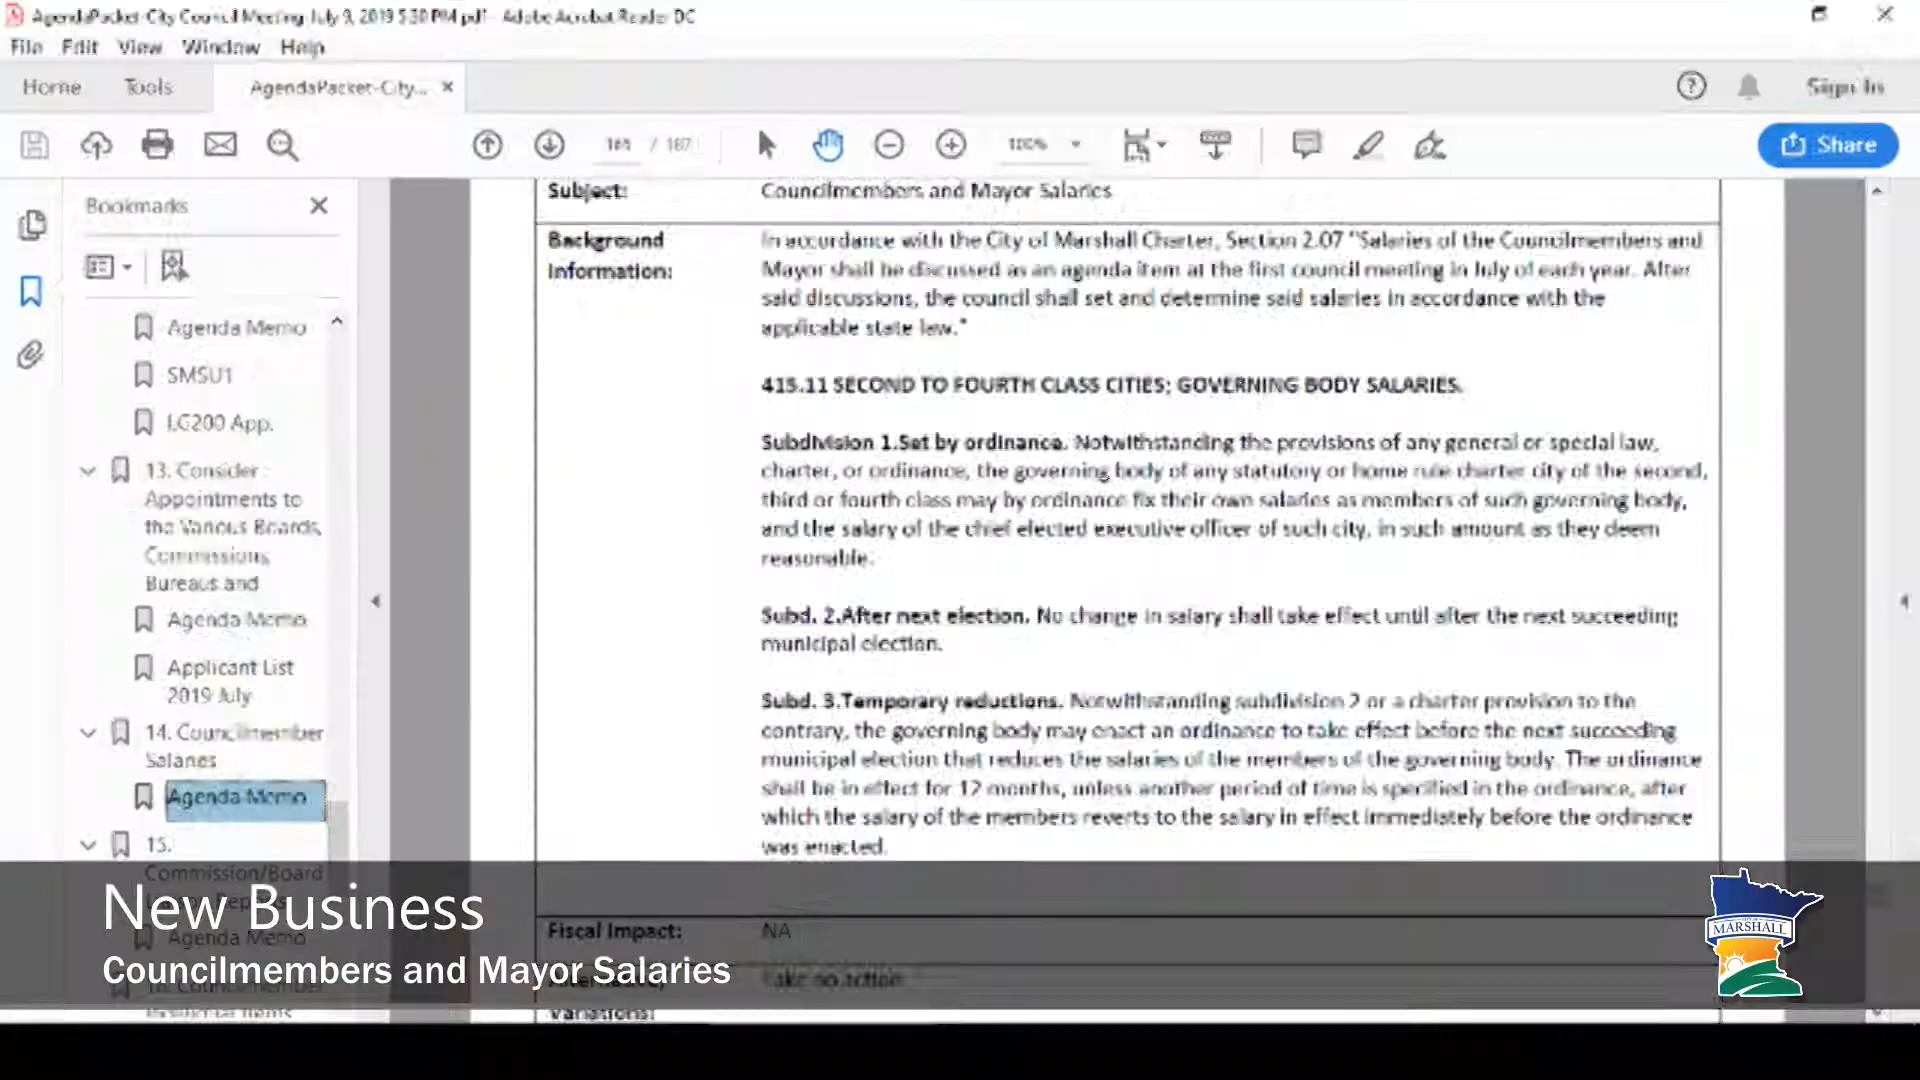 AgendaPacket-City Council Meeting July 9, 2019 5:30 PM.pdf - Adobe Acrobat Reader DC
File Edit View Window Help
Home Tools AgendaPacket-City... × Sign In
/ 187 100% Share
Bookmarks
Agenda Memo
SMSU1
LG200 App.
13. Consider
Appointments to
the Various Boards,
Commissions,
Bureaus and
Agenda Memo
Applicant List
2019 July
14. Councilmember
Salaries
Agenda Memo
15.
Commission/Board
Agenda Memo
Subject: Councilmembers and Mayor Salaries
Background
Information:
In accordance with the City of Marshall Charter, Section 2.07 "Salaries of the Councilmembers and
Mayor shall be discussed as an agenda item at the first council meeting in July of each year. After
said discussions, the council shall set and determine said salaries in accordance with the
applicable state law."
415.11 SECOND TO FOURTH CLASS CITIES; GOVERNING BODY SALARIES.
Subdivision 1.Set by ordinance. Notwithstanding the provisions of any general or special law,
charter, or ordinance, the governing body of any statutory or home rule charter city of the second,
third or fourth class may by ordinance fix their own salaries as members of such governing body,
and the salary of the chief elected executive officer of such city, in such amount as they deem
reasonable.
Subd. 2.After next election. No change in salary shall take effect until after the next succeeding
municipal election.
Subd. 3.Temporary reductions. Notwithstanding subdivision 2 or a charter provision to the
contrary, the governing body may enact an ordinance to take effect before the next succeeding
municipal election that reduces the salaries of the members of the governing body. The ordinance
shall be in effect for 12 months, unless another period of time is specified in the ordinance, after
which the salary of the members reverts to the salary in effect immediately before the ordinance
was enacted.
Fiscal Impact: NA
Take no action
Variations:
New Business
Councilmembers and Mayor Salaries
MARSHALL